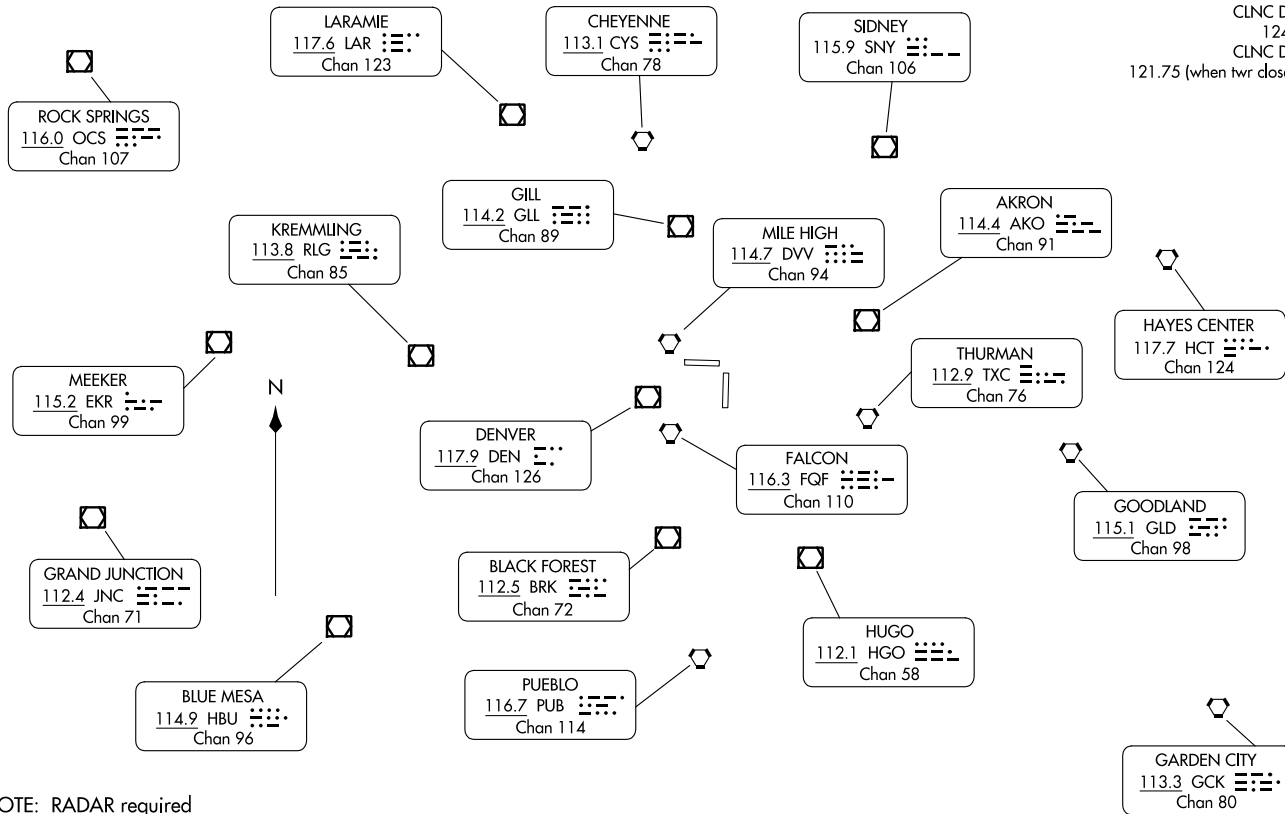 LARAMIE
117.6 LAR
Chan 123
CHEYENNE
113.1 CYS
Chan 78
SIDNEY
115.9 SNY
Chan 106
CLNC D
124
CLNC D
121.75 (when twr close
ROCK SPRINGS
116.0 OCS
Chan 107
GILL
114.2 GLL
Chan 89
AKRON
114.4 AKO
Chan 91
KREMMLING
113.8 RLG
Chan 85
MILE HIGH
114.7 DVV
Chan 94
HAYES CENTER
117.7 HCT
Chan 124
THURMAN
112.9 TXC
Chan 76
MEEKER
115.2 EKR
Chan 99
N
DENVER
117.9 DEN
Chan 126
FALCON
116.3 FQF
Chan 110
GOODLAND
115.1 GLD
Chan 98
GRAND JUNCTION
112.4 JNC
Chan 71
BLACK FOREST
112.5 BRK
Chan 72
HUGO
112.1 HGO
Chan 58
BLUE MESA
114.9 HBU
Chan 96
PUEBLO
116.7 PUB
Chan 114
GARDEN CITY
113.3 GCK
Chan 80
OTE: RADAR required